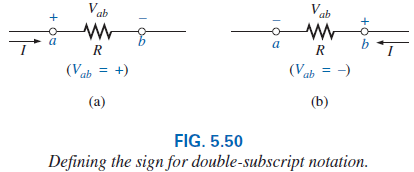 + V_ab −
a b
I R
(V_ab = +)
(a)
− V_ab +
a b
R I
(V_ab = −)
(b)
FIG. 5.50
Defining the sign for double-subscript notation.